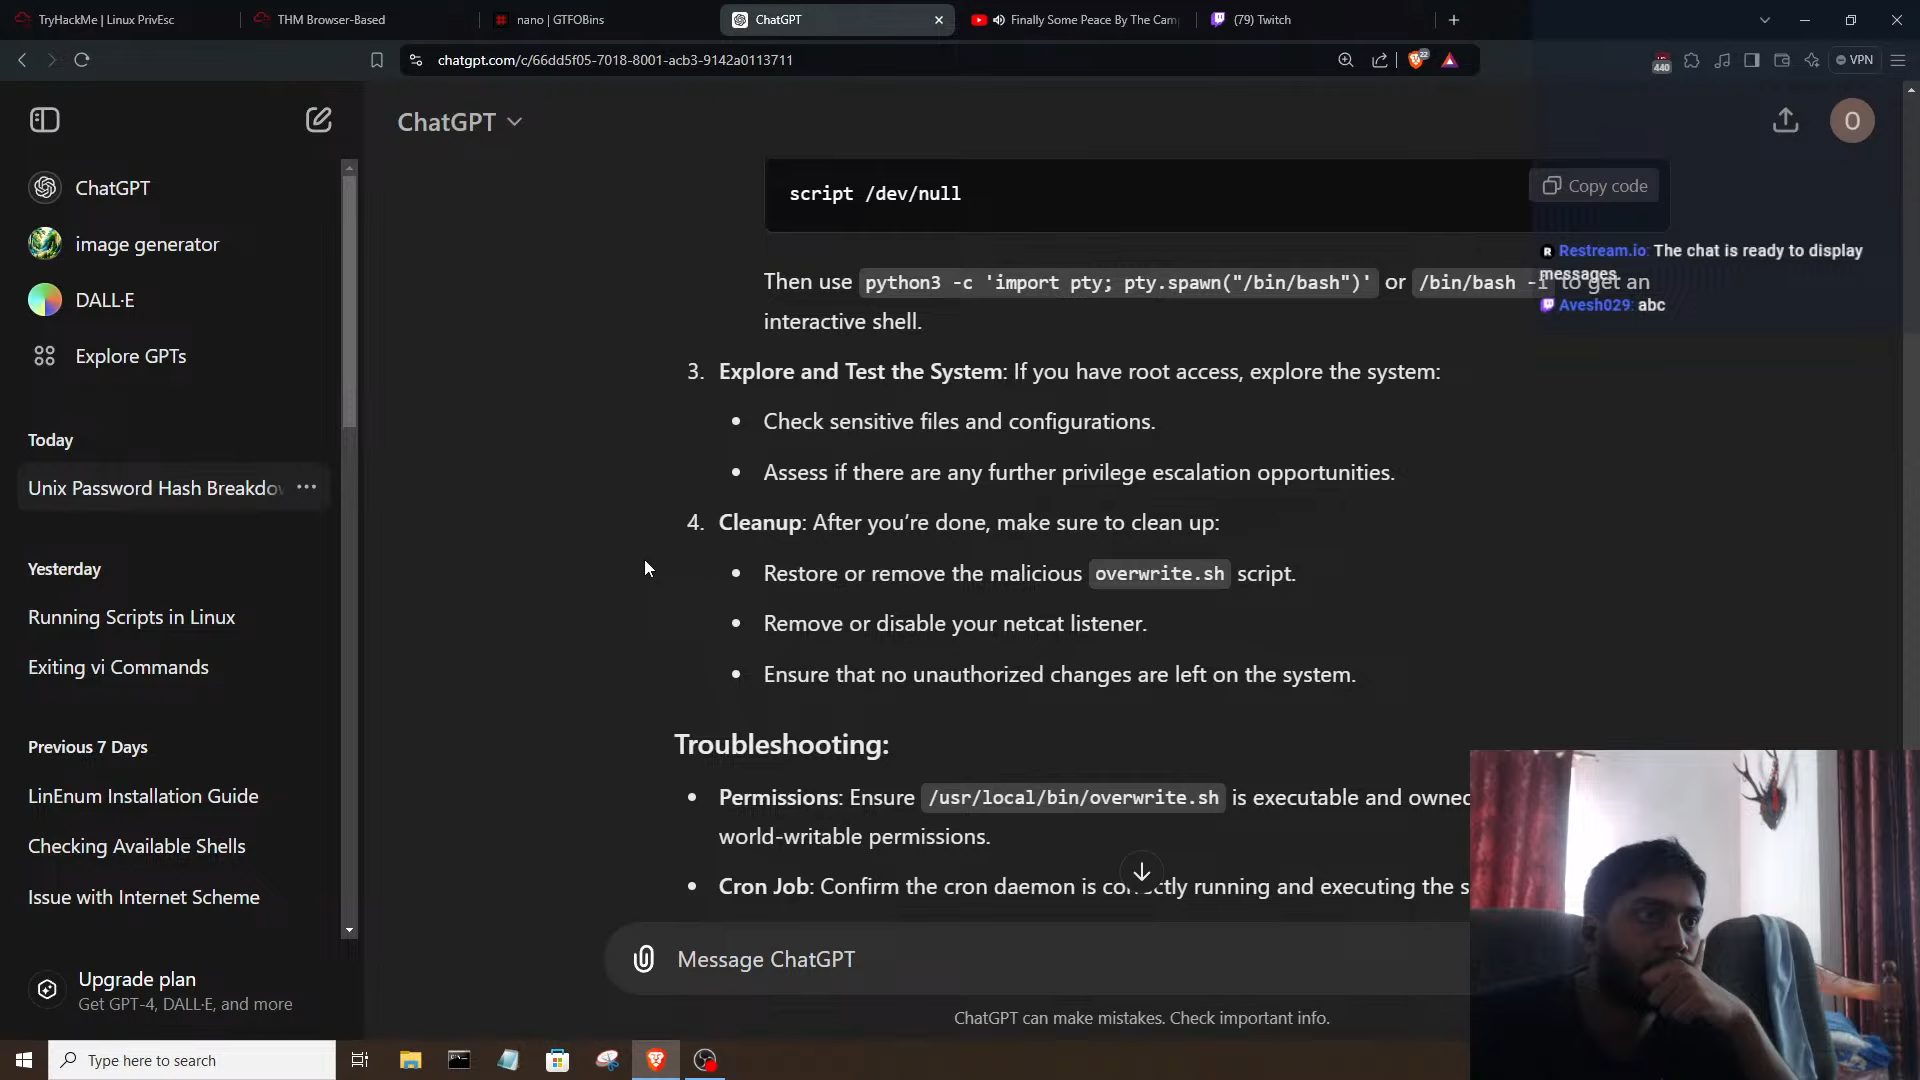 TryHackMe | Linux PrivEsc
THM Browser-Based
nano | GTFOBins
ChatGPT
Finally Some Peace By The Cam
(79) Twitch
chatgpt.com/c/66dd5f05-7018-8001-acb3-9142a0113711
22
440
VPN
ChatGPT
O
ChatGPT
image generator
DALL·E
Explore GPTs
Today
Unix Password Hash Breakdov
Yesterday
Running Scripts in Linux
Exiting vi Commands
Previous 7 Days
LinEnum Installation Guide
Checking Available Shells
Issue with Internet Scheme
Upgrade plan
Get GPT-4, DALL·E, and more
script /dev/null
Copy code
Restream.io: The chat is ready to display
messages.
Avesh029: abc
Then use python3 -c 'import pty; pty.spawn("/bin/bash")' or /bin/bash -i to get an
interactive shell.
3. Explore and Test the System: If you have root access, explore the system:
• Check sensitive files and configurations.
• Assess if there are any further privilege escalation opportunities.
4. Cleanup: After you're done, make sure to clean up:
• Restore or remove the malicious overwrite.sh script.
• Remove or disable your netcat listener.
• Ensure that no unauthorized changes are left on the system.
Troubleshooting:
• Permissions: Ensure /usr/local/bin/overwrite.sh is executable and owned
world-writable permissions.
• Cron Job: Confirm the cron daemon is correctly running and executing the s
Message ChatGPT
ChatGPT can make mistakes. Check important info.
Type here to search